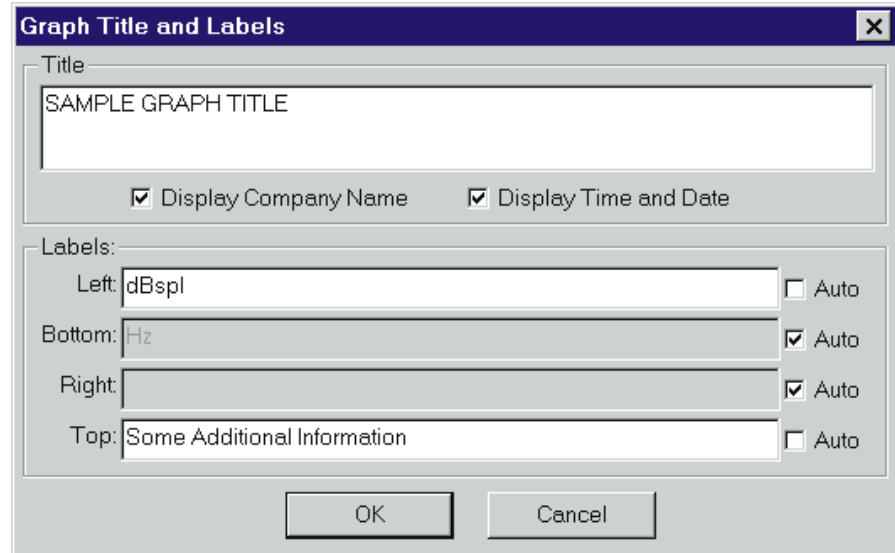 Graph Title and Labels
Title
SAMPLE GRAPH TITLE
Display Company Name Display Time and Date
Labels:
Left: dBspl Auto
Bottom: Hz Auto
Right: Auto
Top: Some Additional Information Auto
OK Cancel